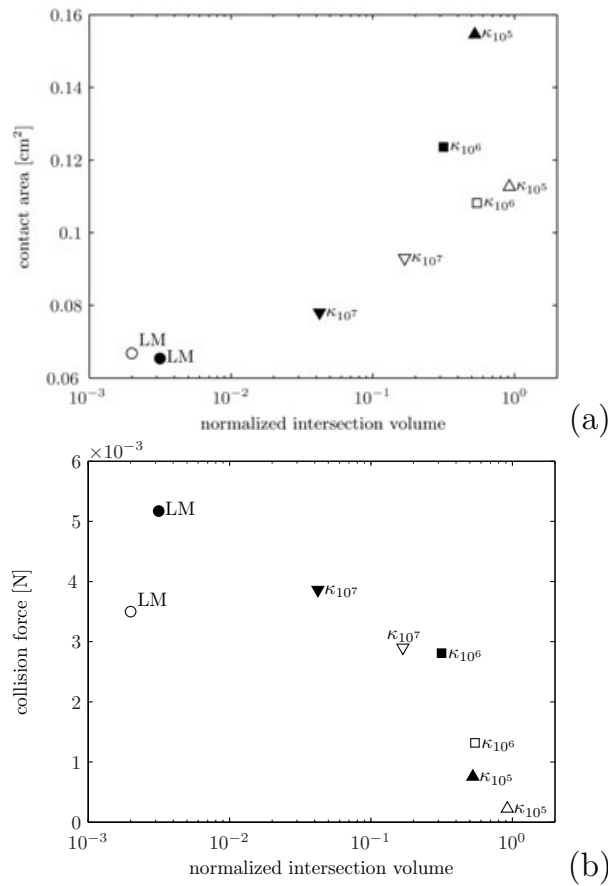 0.16
0.14
0.12
0.1
0.08
0.06
contact area [cm²]
κ₁₀⁵
κ₁₀⁶
κ₁₀⁵
κ₁₀⁶
κ₁₀⁷
κ₁₀⁷
LM
LM
10⁻³ 10⁻² 10⁻¹ 10⁰
normalized intersection volume
(a)
×10⁻³
6
5
4
3
2
1
0
collision force [N]
LM
LM
κ₁₀⁷
κ₁₀⁷
κ₁₀⁶
κ₁₀⁶
κ₁₀⁵
κ₁₀⁵
10⁻³ 10⁻² 10⁻¹ 10⁰
normalized intersection volume
(b)